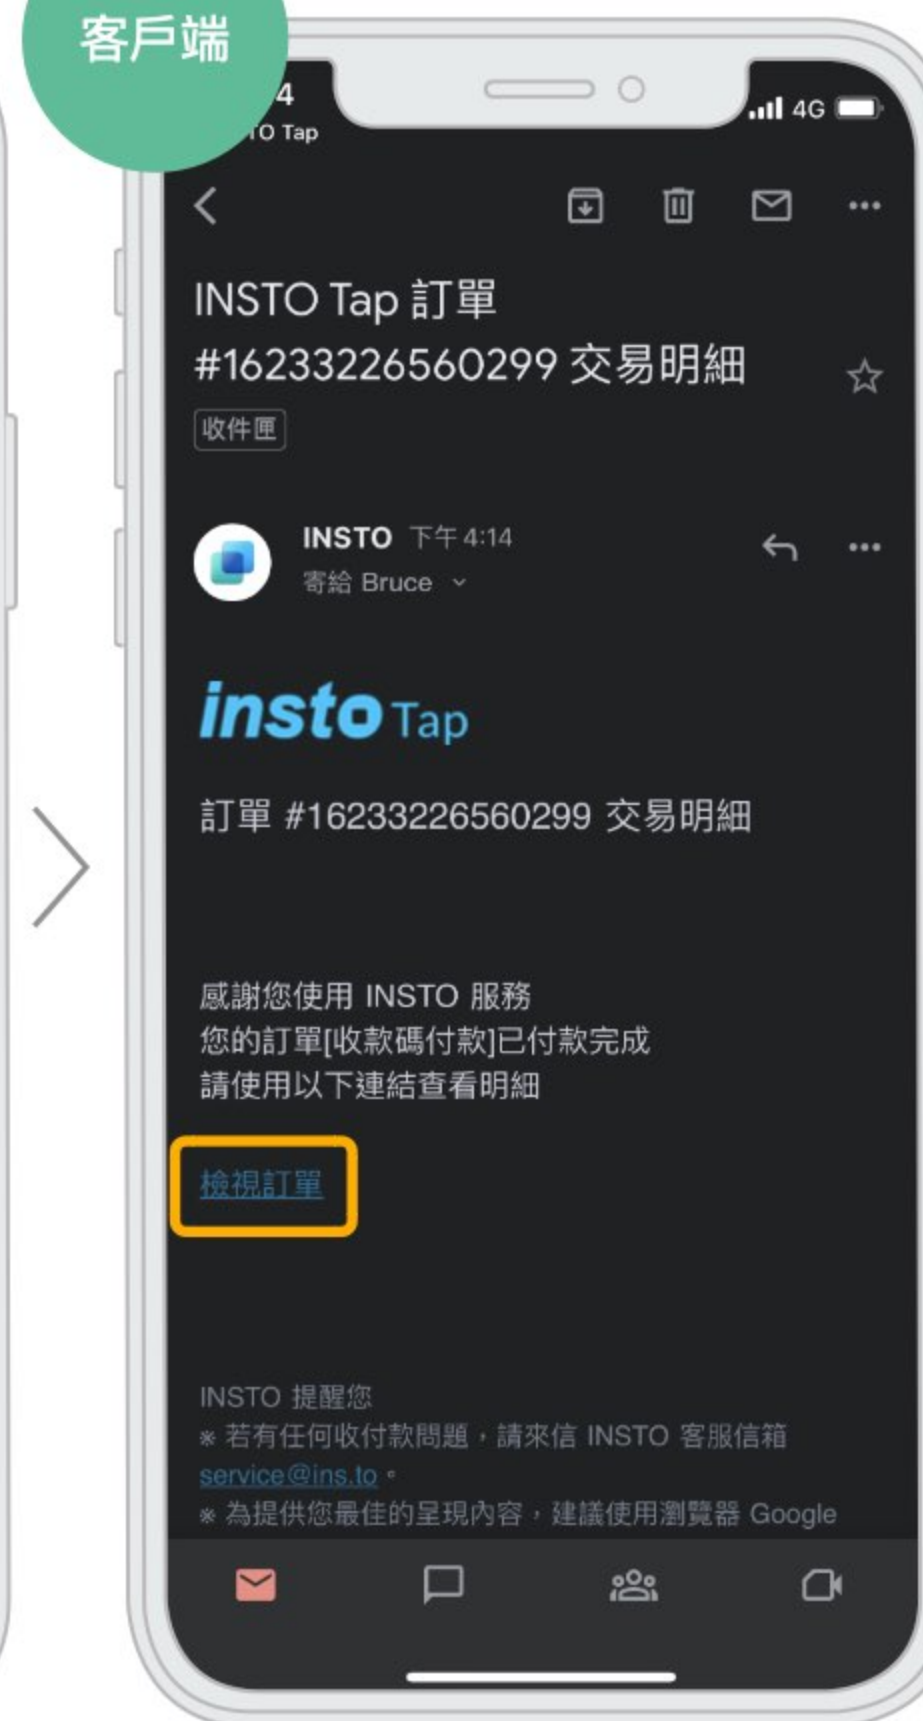 客戶端
4
TO Tap
4G
INSTO Tap 訂單
#16233226560299 交易明細
收件匣
INSTO 下午 4:14
寄給 Bruce
insto Tap
訂單 #16233226560299 交易明細
感謝您使用 INSTO 服務
您的訂單[收款碼付款]已付款完成
請使用以下連結查看明細
檢視訂單
INSTO 提醒您
※ 若有任何收付款問題，請來信 INSTO 客服信箱
service@ins.to。
※ 為提供您最佳的呈現內容，建議使用瀏覽器 Google